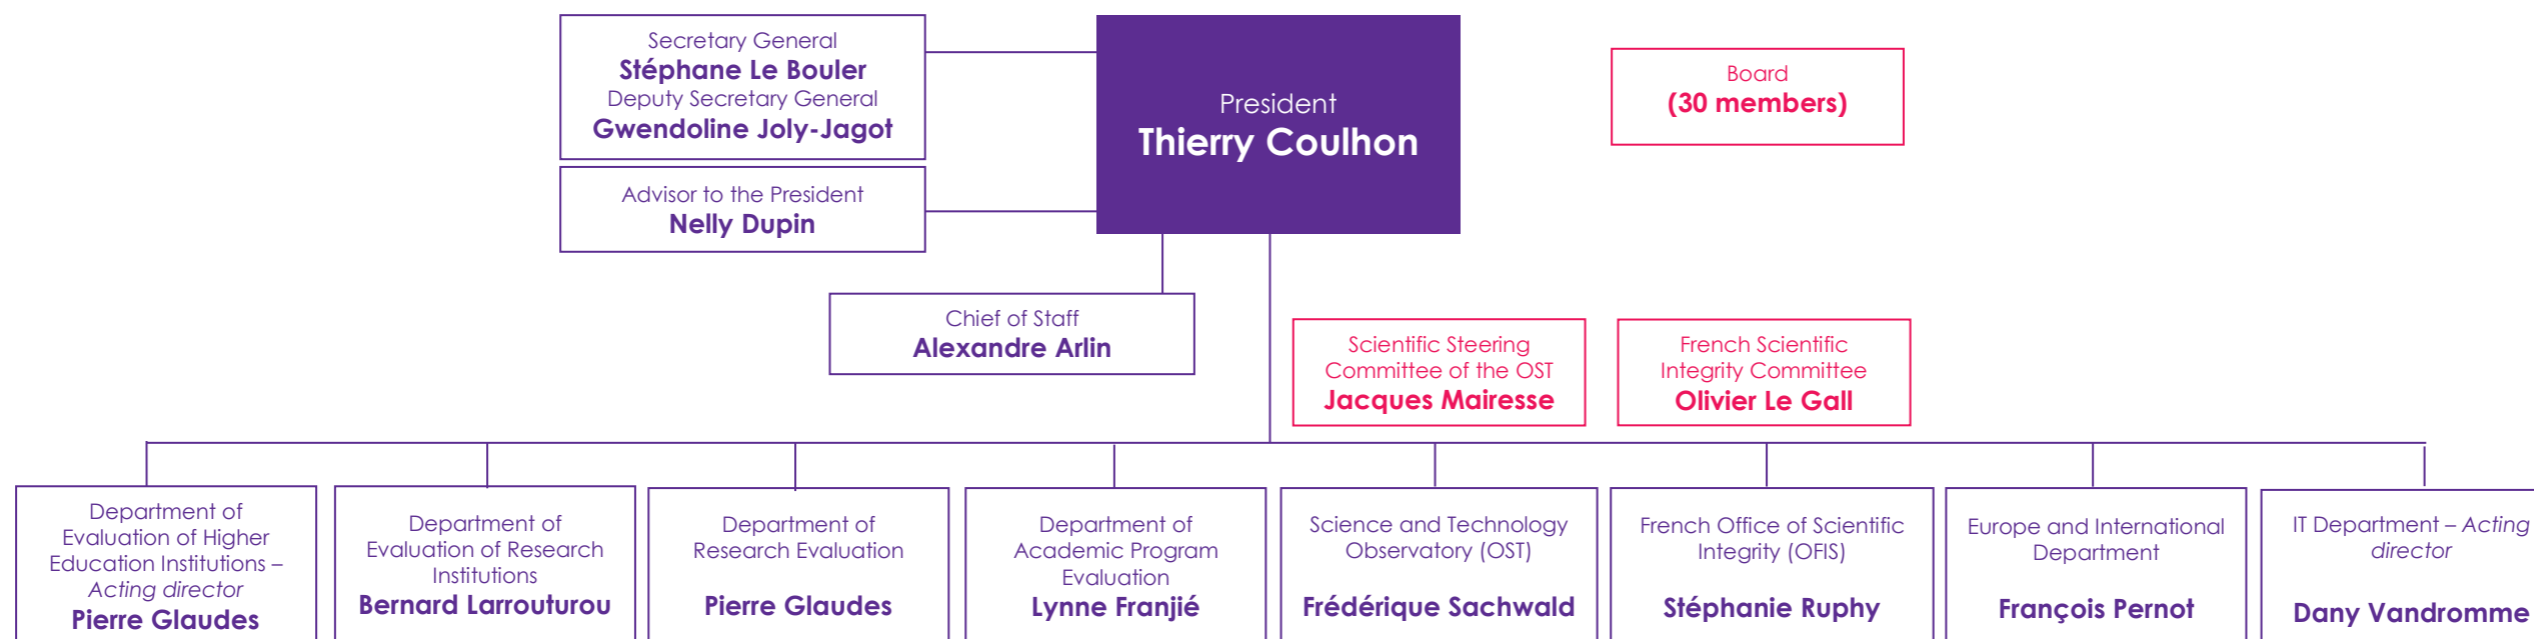 Secretary General
Stéphane Le Bouler
Deputy Secretary General
Gwendoline Joly-Jagot
President
Thierry Coulhon
Board
(30 members)
Advisor to the President
Nelly Dupin
Chief of Staff
Alexandre Arlin
Scientific Steering
Committee of the OST
Jacques Mairesse
French Scientific
Integrity Committee
Olivier Le Gall
Department of
Evaluation of Higher
Education Institutions –
Acting director
Pierre Glaudes
Department of
Evaluation of Research
Institutions
Bernard Larrouturou
Department of
Research Evaluation
Pierre Glaudes
Department of
Academic Program
Evaluation
Lynne Franjié
Science and Technology
Observatory (OST)
Frédérique Sachwald
French Office of Scientific
Integrity (OFIS)
Stéphanie Ruphy
Europe and International
Department
François Pernot
IT Department – Acting
director
Dany Vandromme